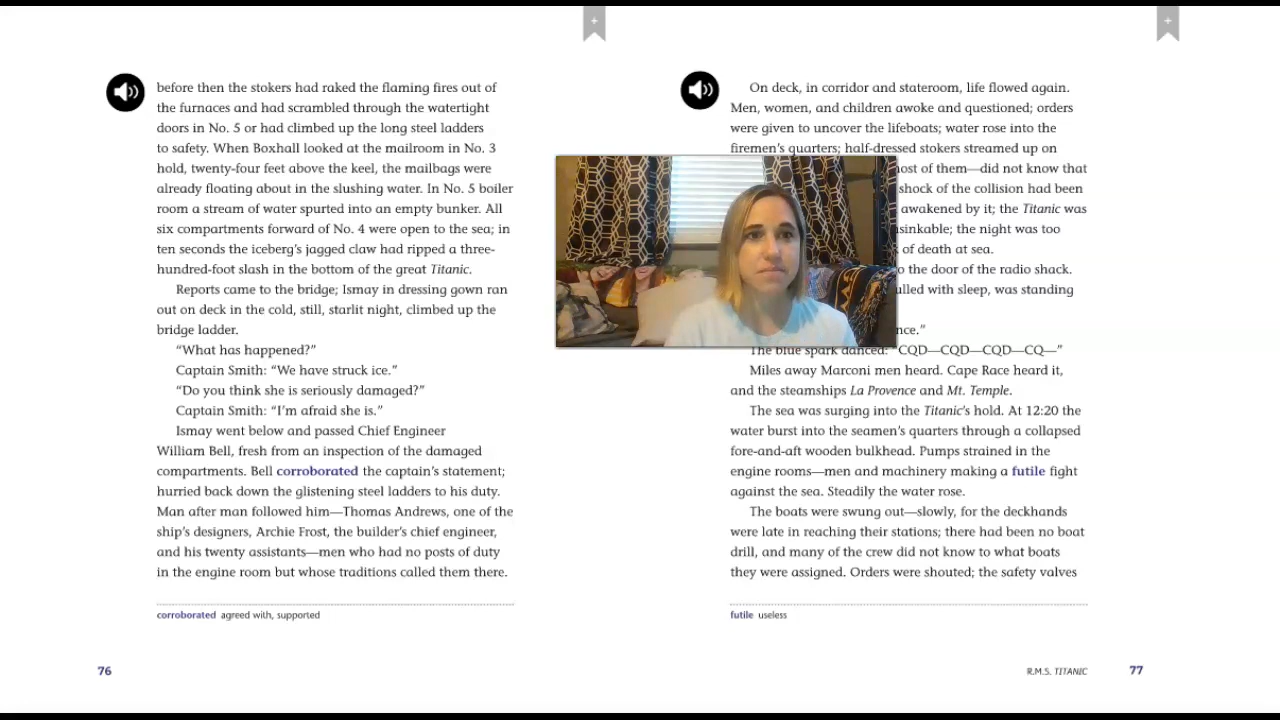 before then the stokers had raked the flaming fires out of
the furnaces and had scrambled through the watertight
doors in No. 5 or had climbed up the long steel ladders
to safety. When Boxhall looked at the mailroom in No. 3
hold, twenty-four feet above the keel, the mailbags were
already floating about in the slushing water. In No. 5 boiler
room a stream of water spurted into an empty bunker. All
six compartments forward of No. 4 were open to the sea; in
ten seconds the iceberg’s jagged claw had ripped a three-
hundred-foot slash in the bottom of the great Titanic.
Reports came to the bridge; Ismay in dressing gown ran
out on deck in the cold, still, starlit night, climbed up the
bridge ladder.
“What has happened?”
Captain Smith: “We have struck ice.”
“Do you think she is seriously damaged?”
Captain Smith: “I’m afraid she is.”
Ismay went below and passed Chief Engineer
William Bell, fresh from an inspection of the damaged
compartments. Bell corroborated the captain’s statement;
hurried back down the glistening steel ladders to his duty.
Man after man followed him—Thomas Andrews, one of the
ship’s designers, Archie Frost, the builder’s chief engineer,
and his twenty assistants—men who had no posts of duty
in the engine room but whose traditions called them there.
corroborated agreed with, supported
76
On deck, in corridor and stateroom, life flowed again.
Men, women, and children awoke and questioned; orders
were given to uncover the lifeboats; water rose into the
firemen’s quarters; half-dressed stokers streamed up on
of them—did not know that
shock of the collision had been
awakened by it; the Titanic was
the night was too
of death at sea.
the door of the radio shack.
with sleep, was standing
The blue spark danced: “CQD—CQD—CQD—CQ—”
Miles away Marconi men heard. Cape Race heard it,
and the steamships La Provence and Mt. Temple.
The sea was surging into the Titanic’s hold. At 12:20 the
water burst into the seamen’s quarters through a collapsed
fore-and-aft wooden bulkhead. Pumps strained in the
engine rooms—men and machinery making a futile fight
against the sea. Steadily the water rose.
The boats were swung out—slowly, for the deckhands
were late in reaching their stations; there had been no boat
drill, and many of the crew did not know to what boats
they were assigned. Orders were shouted; the safety valves
futile useless
R.M.S. TITANIC 77